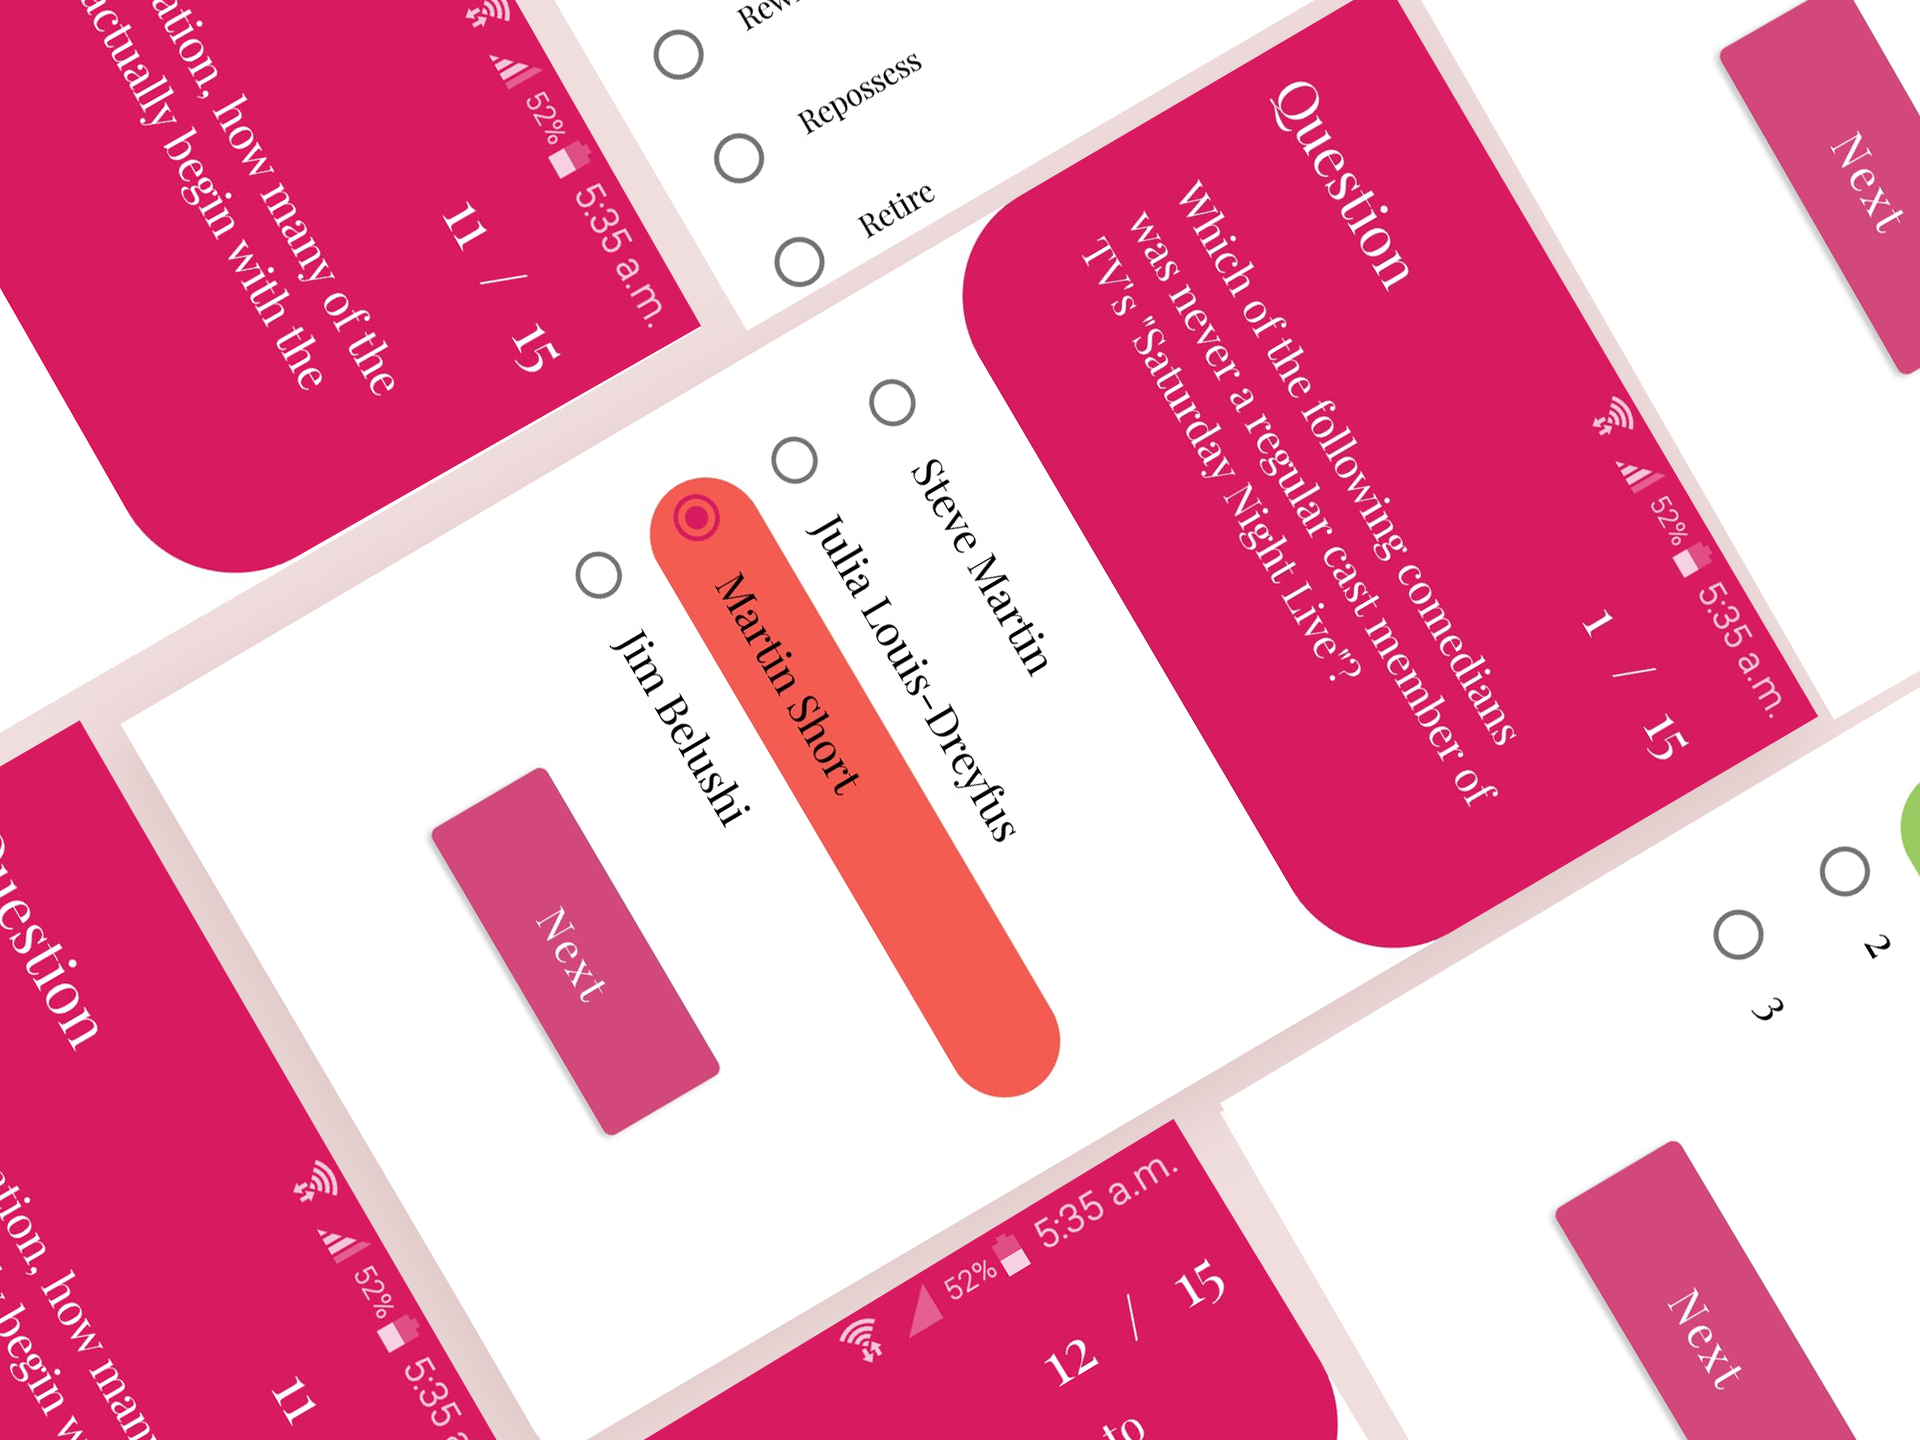 ation, how many of the
actually begin with the
52%
5:35 a.m.
11 / 15
Repossess
Retire
52%
5:35 a.m.
1 / 15
Question
Which of the following comedians
was never a regular cast member of
TV's "Saturday Night Live"?
Steve Martin
Julia Louis-Dreyfus
Martin Short
Jim Belushi
Next
Next
2
3
Next
52%
5:35
11
uestion
ation, how man
begin w
52%
5:35 a.m.
12 / 15
to